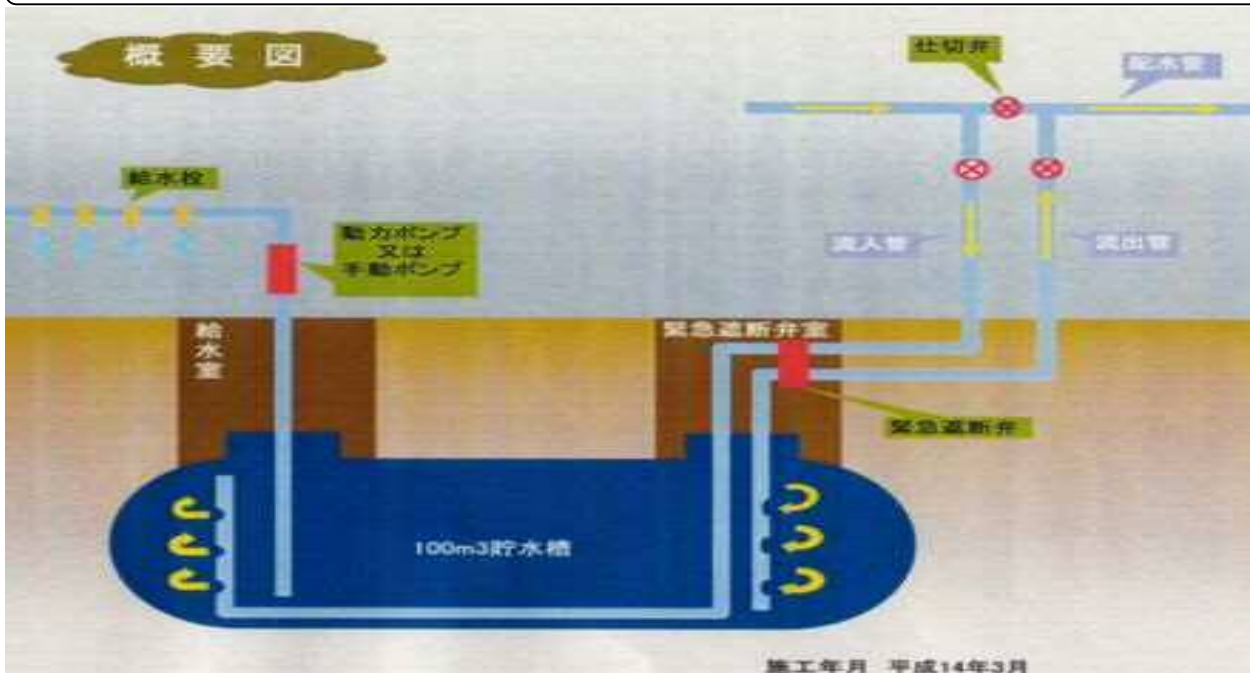 概要図
仕切弁
配水管
給水栓
動力ポンプ
又は
手動ポンプ
流入管
流出管
給水室
緊急遮断弁室
緊急遮断弁
100m3貯水槽
施工年月 平成14年3月